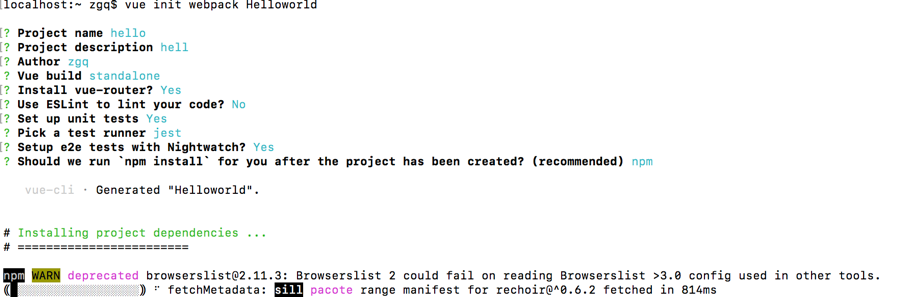 [localhost:~ zgq$ vue init webpack Helloworld
[? Project name hello
[? Project description hell
[? Author zgq
? Vue build standalone
[? Install vue-router? Yes
[? Use ESLint to lint your code? No
[? Set up unit tests Yes
? Pick a test runner jest
[? Setup e2e tests with Nightwatch? Yes
? Should we run `npm install` for you after the project has been created? (recommended) npm
vue-cli · Generated "Helloworld".
# Installing project dependencies ...
# ========================
npm WARN deprecated browserslist@2.11.3: Browserslist 2 could fail on reading Browserslist >3.0 config used in other tools.
(█░░░░░░░░░░░░░░░░░) ⠋ fetchMetadata: sill pacote range manifest for rechoir@^0.6.2 fetched in 814ms